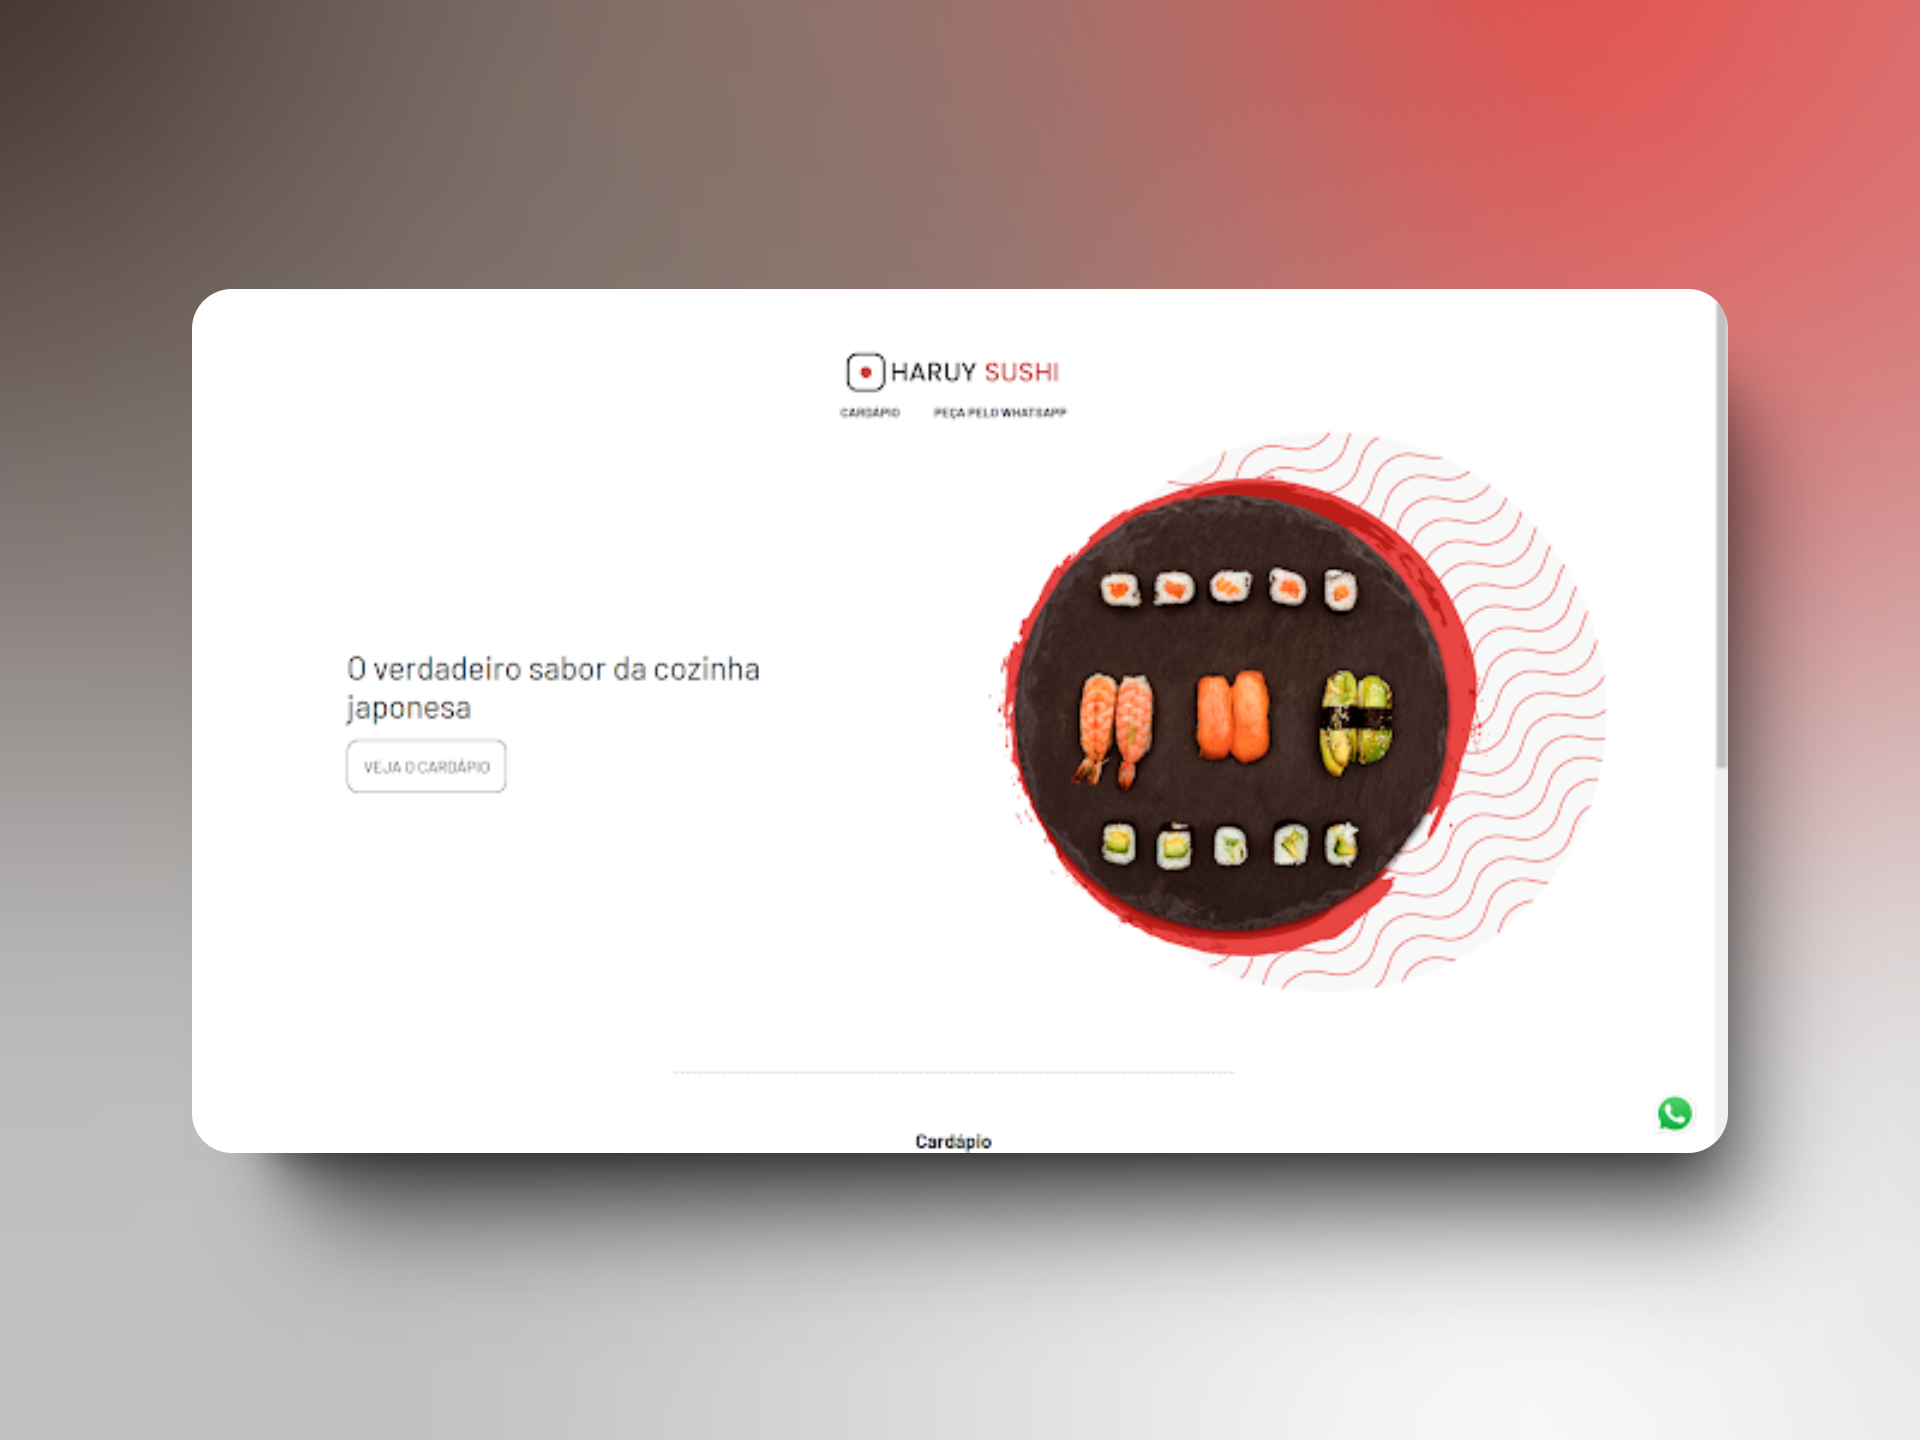 HARUY SUSHI
CARDÁPIO PEÇA PELO WHATSAPP
O verdadeiro sabor da cozinha
japonesa
VEJA O CARDÁPIO
Cardápio